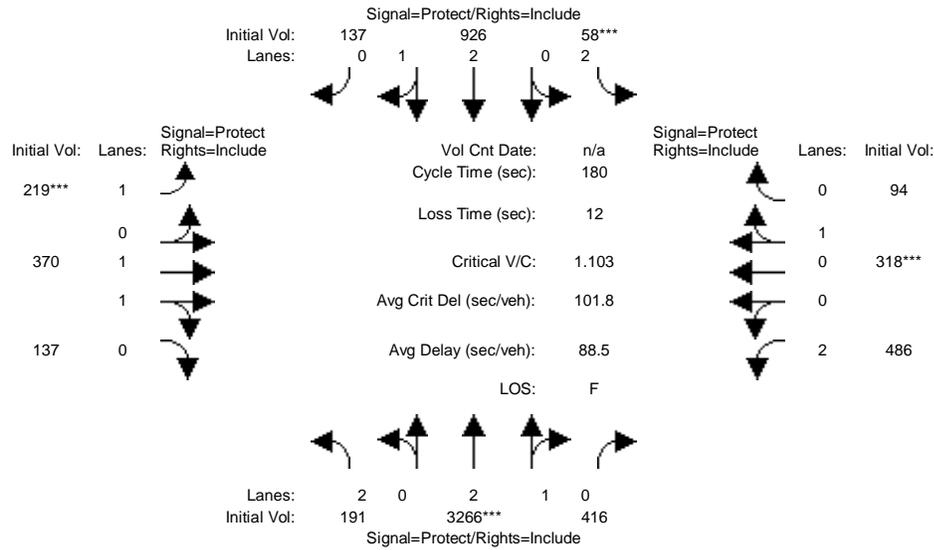 Signal=Protect/Rights=Include
Initial Vol: 137 926 58***
Lanes: 0 1 2 0 2
Signal=Protect
Initial Vol: Lanes: Rights=Include
Vol Cnt Date: n/a
Signal=Protect
Rights=Include Lanes: Initial Vol:
Cycle Time (sec): 180
219*** 1
0 94
Loss Time (sec): 12
0
1
370 1
Critical V/C: 1.103
0 318***
1
Avg Crit Del (sec/veh): 101.8
0
137 0
Avg Delay (sec/veh): 88.5
2 486
LOS: F
Lanes: 2 0 2 1 0
Initial Vol: 191 3266*** 416
Signal=Protect/Rights=Include